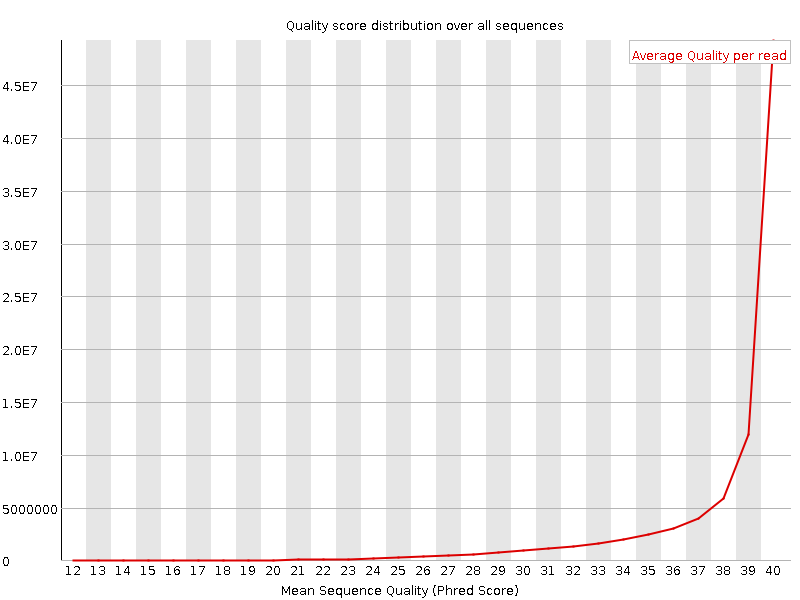 Quality score distribution over all sequences
Average Quality per read
4.5E7
4.0E7
3.5E7
3.0E7
2.5E7
2.0E7
1.5E7
1.0E7
5000000
0
12 13 14 15 16 17 18 19 20 21 22 23 24 25 26 27 28 29 30 31 32 33 34 35 36 37 38 39 40
Mean Sequence Quality (Phred Score)